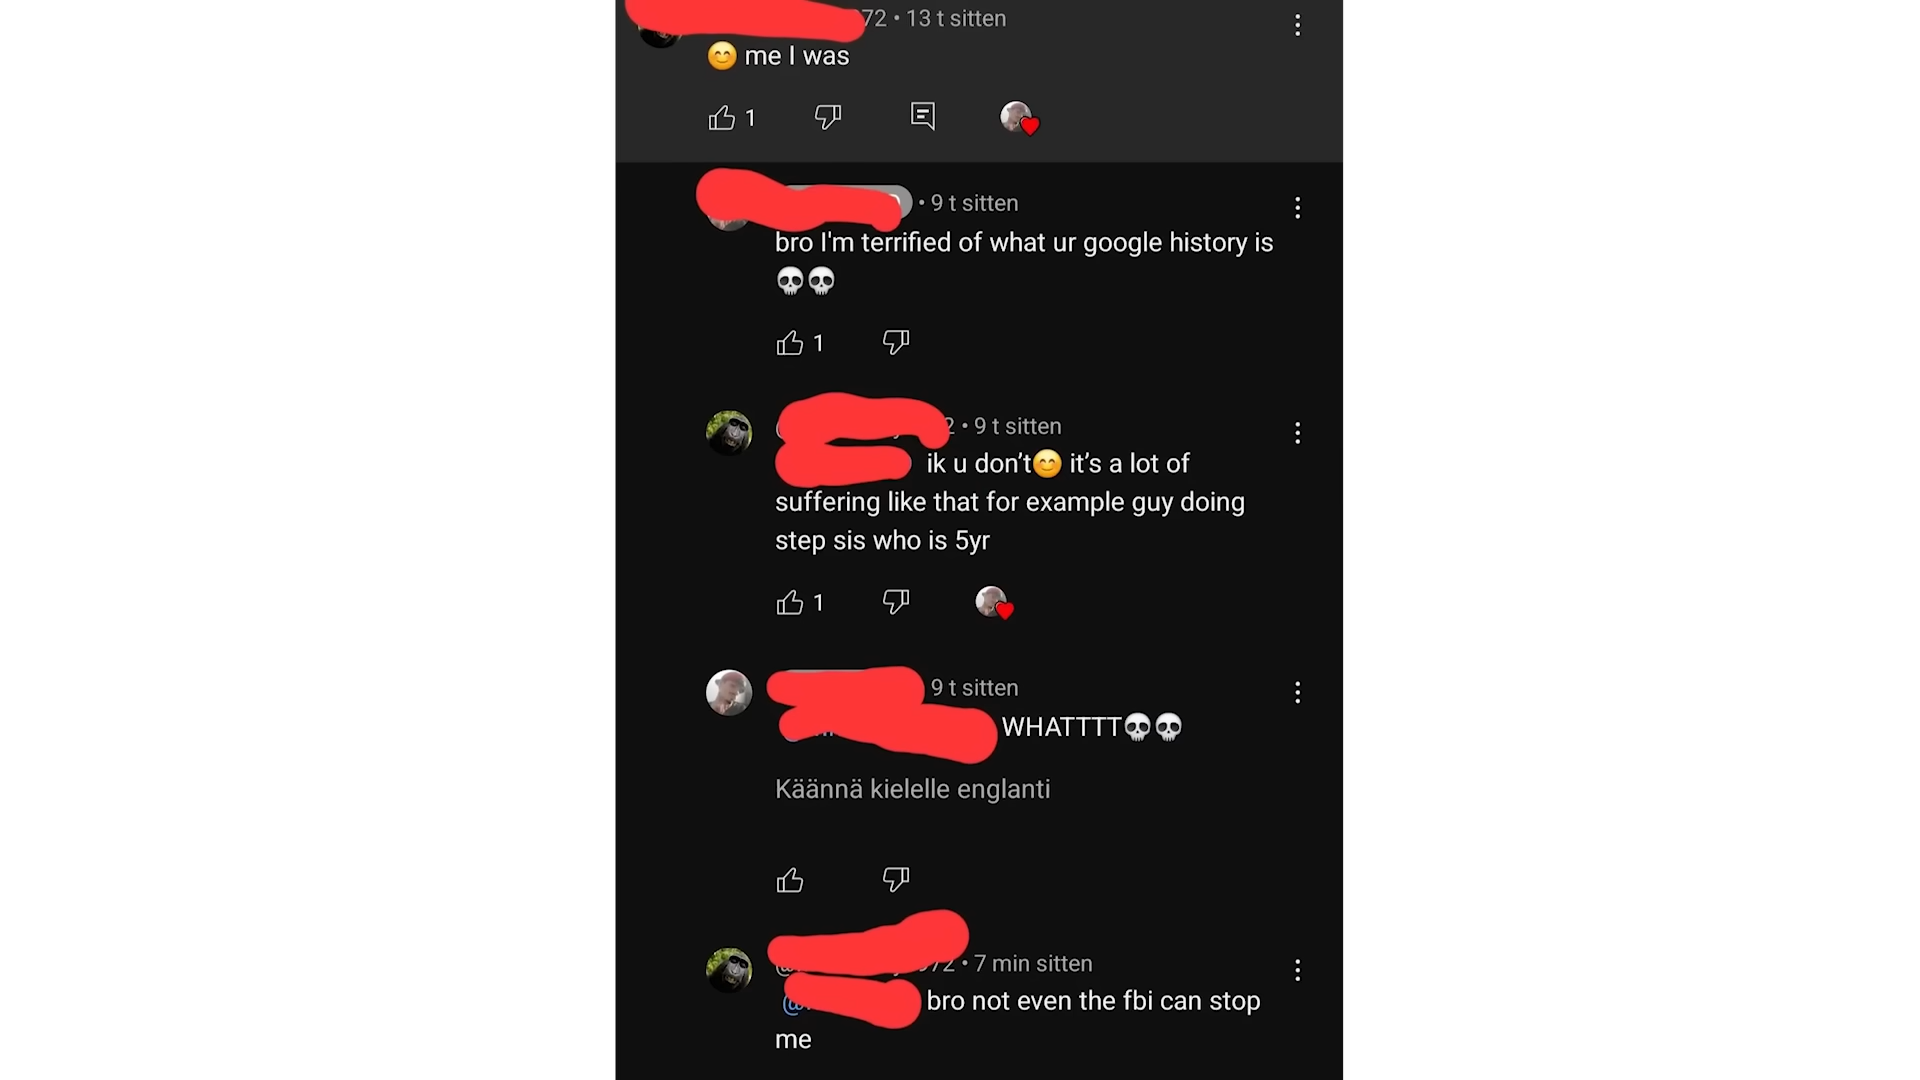 72 • 13 t sitten
😊 me I was
1
• 9 t sitten
bro I'm terrified of what ur google history is
💀💀
1
2 • 9 t sitten
ik u don’t😊 it’s a lot of
suffering like that for example guy doing
step sis who is 5yr
1
9 t sitten
WHATTTT💀💀
Käännä kielelle englanti
72 • 7 min sitten
@ bro not even the fbi can stop
me